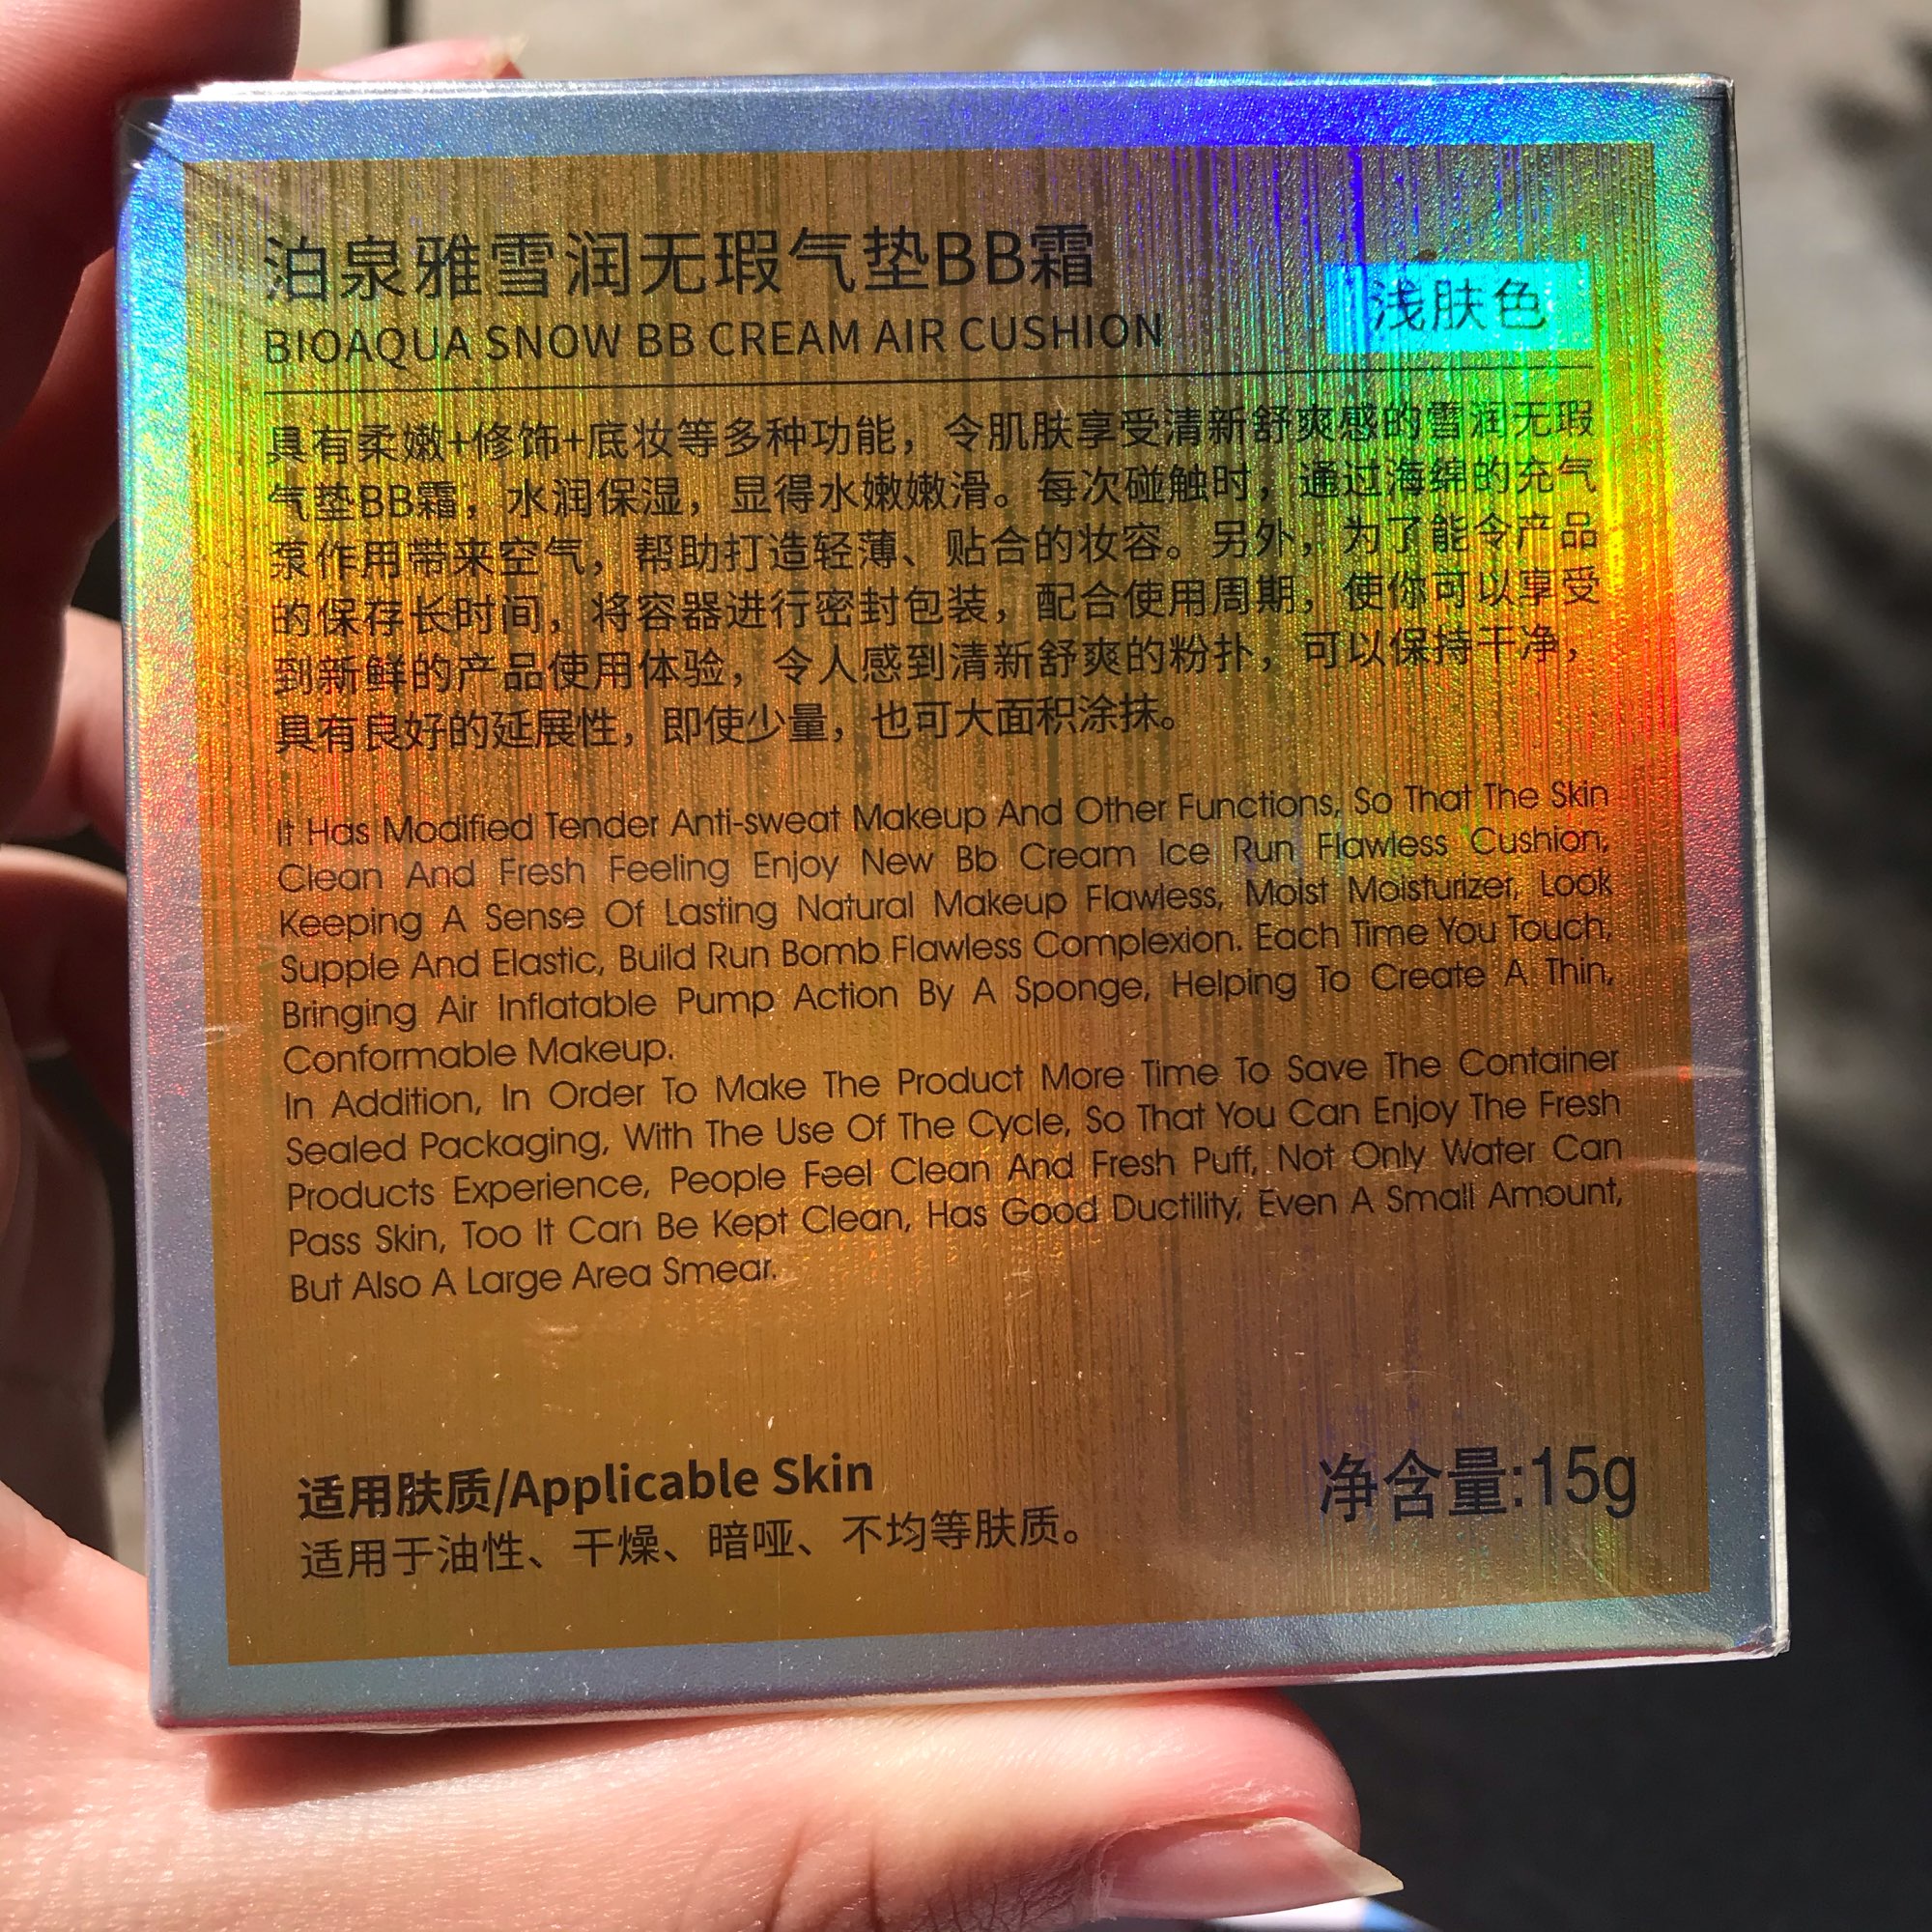 泊泉雅雪润无瑕气垫BB霜
BIOAQUA SNOW BB CREAM AIR CUSHION
浅肤色
具有柔嫩+修饰+底妆等多种功能，令肌肤享受清新舒爽感的雪润无瑕
气垫BB霜，水润保湿，显得水嫩嫩滑。每次碰触时，通过海绵的充气
泵作用带来空气，帮助打造轻薄、贴合的妆容。另外，为了能令产品
的保存长时间，将容器进行密封包装，配合使用周期，使你可以享受
到新鲜的产品使用体验，令人感到清新舒爽的粉扑，可以保持干净，
具有良好的延展性，即使少量，也可大面积涂抹。
It Has Modified Tender Anti-sweat Makeup And Other Functions, So That The Skin
Clean And Fresh Feeling Enjoy New Bb Cream Ice Run Flawless Cushion,
Keeping A Sense Of Lasting Natural Makeup Flawless, Moist Moisturizer, Look
Supple And Elastic, Build Run Bomb Flawless Complexion. Each Time You Touch,
Bringing Air Inflatable Pump Action By A Sponge, Helping To Create A Thin,
Conformable Makeup.
In Addition, In Order To Make The Product More Time To Save The Container
Sealed Packaging, With The Use Of The Cycle, So That You Can Enjoy The Fresh
Products Experience, People Feel Clean And Fresh Puff, Not Only Water Can
Pass Skin, Too It Can Be Kept Clean, Has Good Ductility, Even A Small Amount,
But Also A Large Area Smear.
适用肤质/Applicable Skin
适用于油性、干燥、暗哑、不均等肤质。
净含量:15g